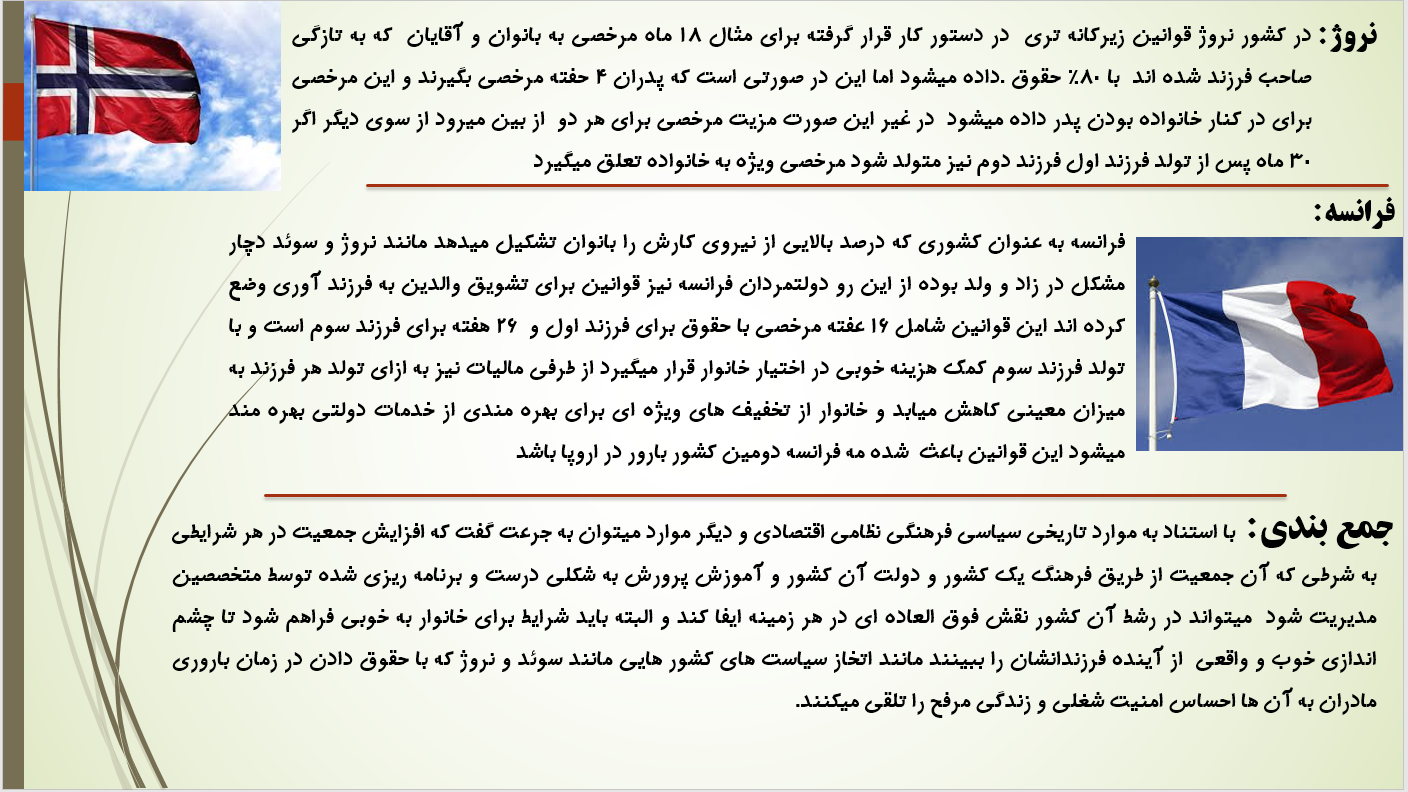 نروژ: در کشور نروژ قوانین زیرکانه تری در دستور کار قرار گرفته برای مثال ۱۸ ماه مرخصی به بانوان و آقایان که به تازگی
صاحب فرزند شده اند با ۸۰٪ حقوق .داده میشود اما این در صورتی است که پدران ۴ حفته مرخصی بگیرند و این مرخصی
برای در کنار خانواده بودن پدر داده میشود در غیر این صورت مزیت مرخصی برای هر دو از بین میرود از سوی دیگر اگر
۳۰ ماه پس از تولد فرزند اول فرزند دوم نیز متولد شود مرخصی ویژه به خانواده تعلق میگیرد
فرانسه:
فرانسه به عنوان کشوری که درصد بالایی از نیروی کارش را بانوان تشکیل میدهد مانند نروژ و سوئد دچار
مشکل در زاد و ولد بوده از این رو دولتمردان فرانسه نیز قوانین برای تشویق والدین به فرزند آوری وضع
کرده اند این قوانین شامل ۱۶ عفته مرخصی با حقوق برای فرزند اول و ۲۶ هفته برای فرزند سوم است و با
تولد فرزند سوم کمک هزینه خوبی در اختیار خانوار قرار میگیرد از طرفی مالیات نیز به ازای تولد هر فرزند به
میزان معینی کاهش میابد و خانوار از تخفیف های ویژه ای برای بهره مندی از خدمات دولتی بهره مند
میشود این قوانین باعث شده مه فرانسه دومین کشور بارور در اروپا باشد
جمع بندی: با استناد به موارد تاریخی سیاسی فرهنگی نظامی اقتصادی و دیگر موارد میتوان به جرعت گفت که افزایش جمعیت در هر شرایطی
به شرطی که آن جمعیت از طریق فرهنگ یک کشور و دولت آن کشور و آموزش پرورش به شکلی درست و برنامه ریزی شده توسط متخصصین
مدیریت شود میتواند در رشط آن کشور نقش فوق العاده ای در هر زمینه ایفا کند و البته باید شرایط برای خانوار به خوبی فراهم شود تا چشم
اندازی خوب و واقعی از آینده فرزندانشان را ببینند مانند اتخاز سیاست های کشور هایی مانند سوئد و نروژ که با حقوق دادن در زمان باروری
مادران به آن ها احساس امنیت شغلی و زندگی مرفح را تلقی میکنند.